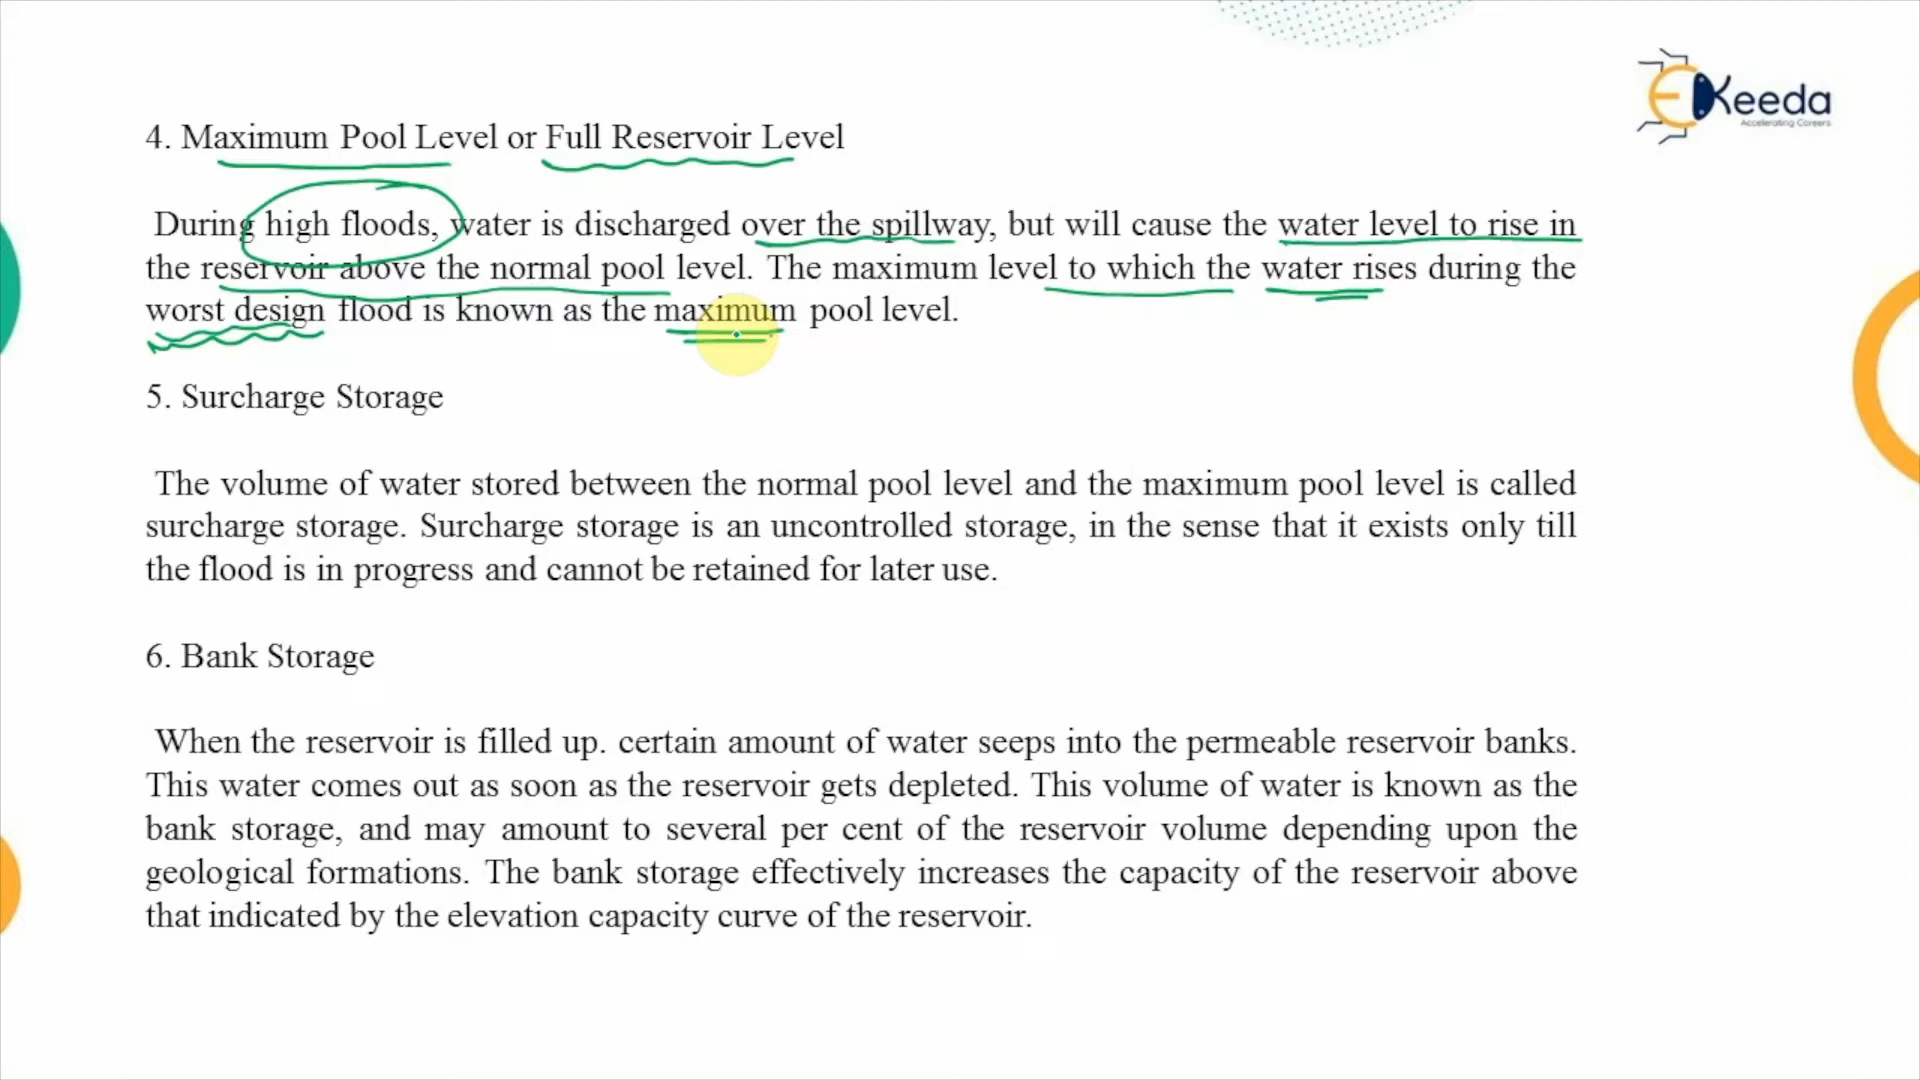 Keeda
Accelerating Careers
4. Maximum Pool Level or Full Reservoir Level
During high floods, water is discharged over the spillway, but will cause the water level to rise in
the reservoir above the normal pool level. The maximum level to which the water rises during the
worst design flood is known as the maximum pool level.
5. Surcharge Storage
The volume of water stored between the normal pool level and the maximum pool level is called
surcharge storage. Surcharge storage is an uncontrolled storage, in the sense that it exists only till
the flood is in progress and cannot be retained for later use.
6. Bank Storage
When the reservoir is filled up. certain amount of water seeps into the permeable reservoir banks.
This water comes out as soon as the reservoir gets depleted. This volume of water is known as the
bank storage, and may amount to several per cent of the reservoir volume depending upon the
geological formations. The bank storage effectively increases the capacity of the reservoir above
that indicated by the elevation capacity curve of the reservoir.